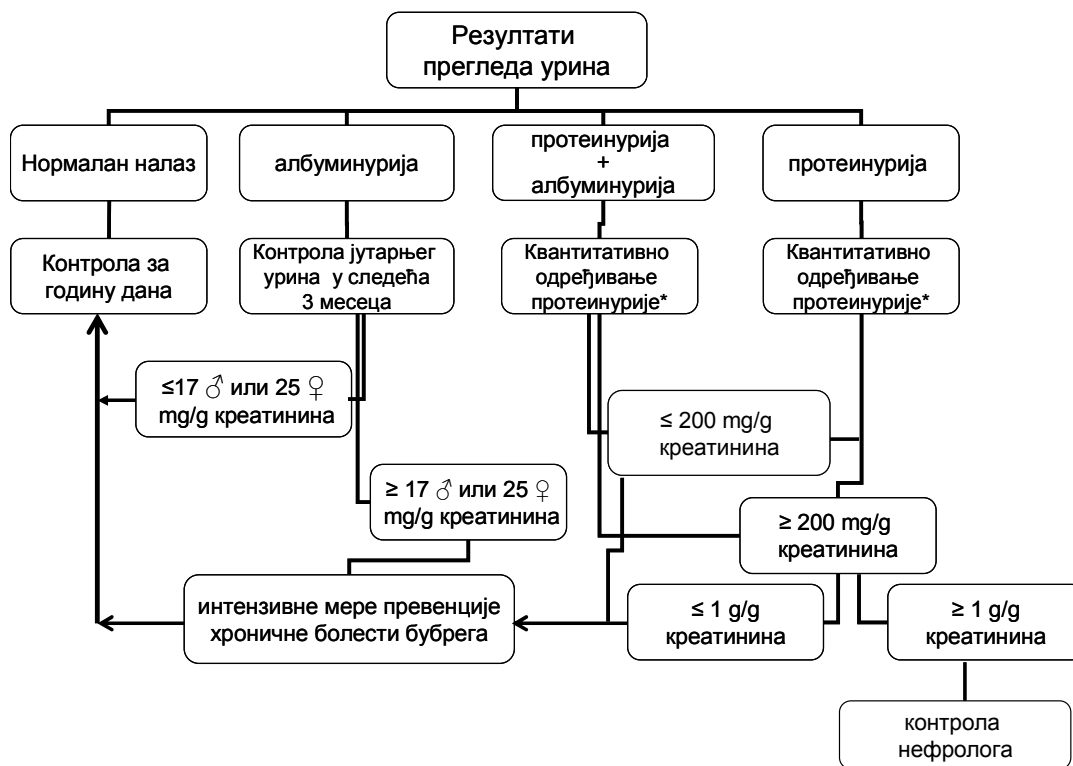 Резултати
прегледа урина
Нормалан налаз
албуминурија
протеинурија
+
албуминурија
протеинурија
Контрола за
годину дана
Контрола јутарњег
урина у следећа
3 месеца
Квантитативно
одређивање
протеинурије*
Квантитативно
одређивање
протеинурије*
≤17 ♂ или 25 ♀
mg/g креатинина
≤ 200 mg/g
креатинина
≥ 17 ♂ или 25 ♀
mg/g креатинина
≥ 200 mg/g
креатинина
интензивне мере превенције
хроничне болести бубрега
≤ 1 g/g
креатинина
≥ 1 g/g
креатинина
контрола
нефролога